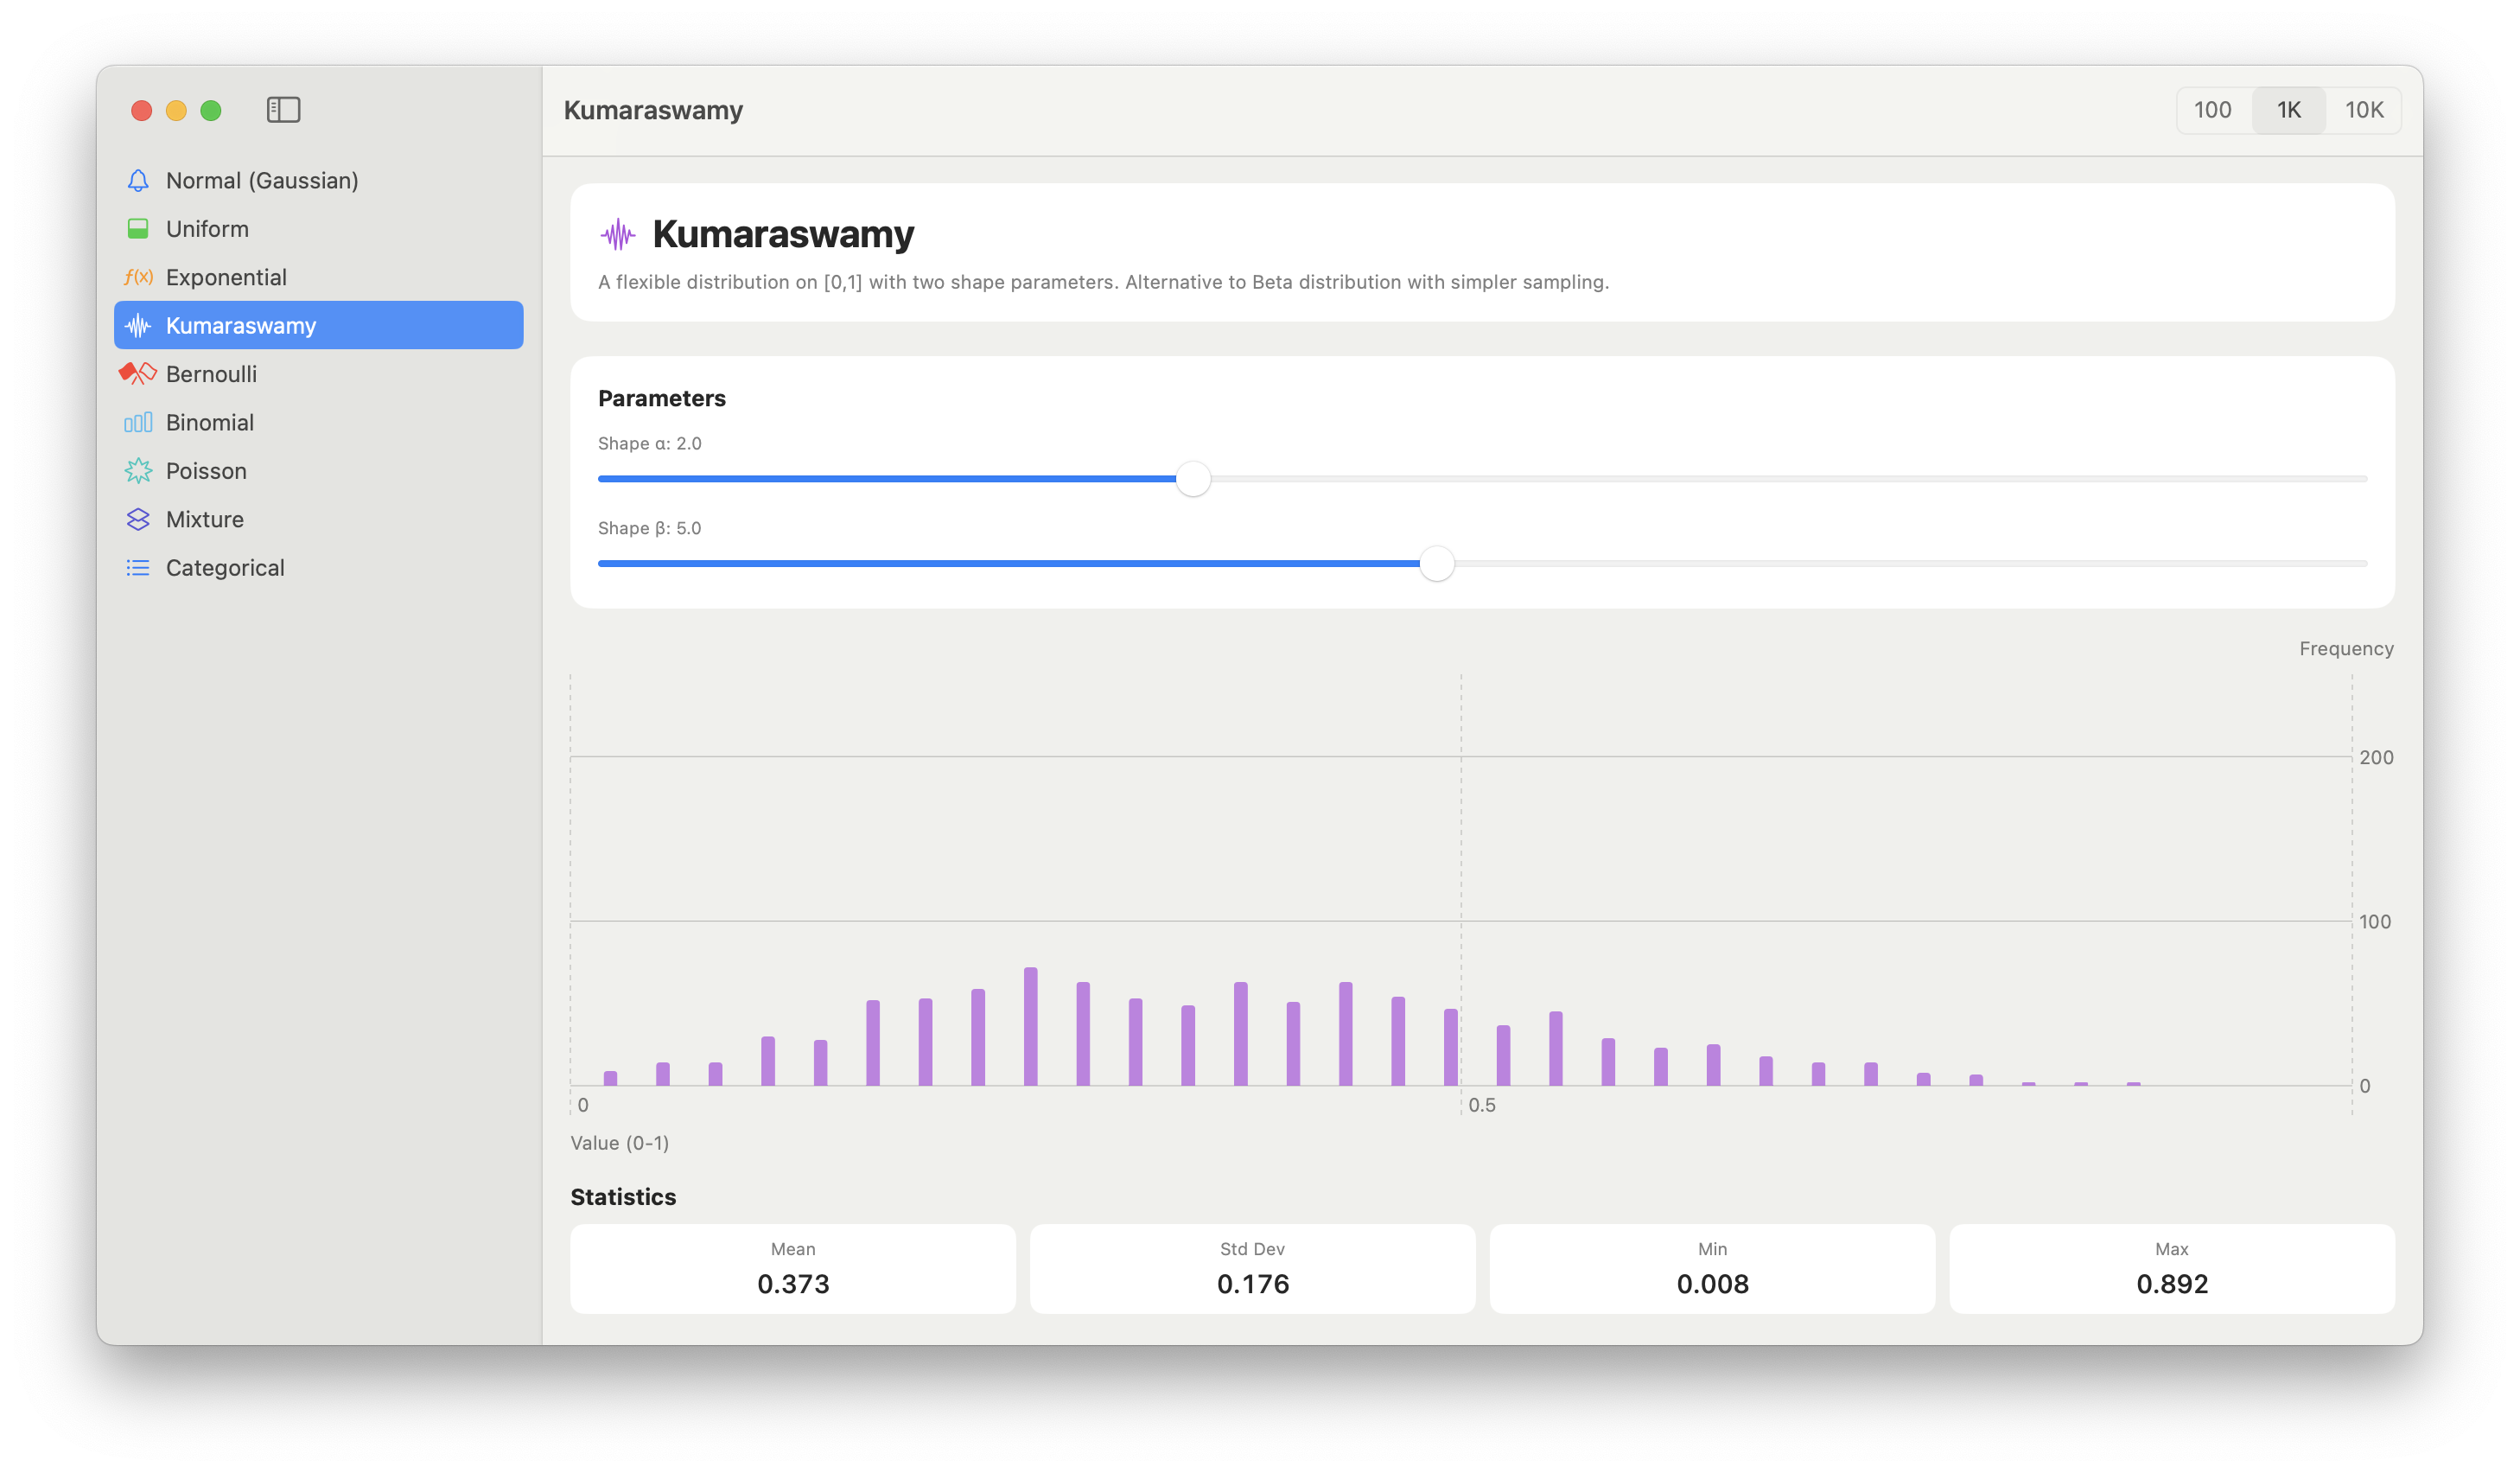 Kumaraswamy
100
1K
10K
Normal (Gaussian)
Uniform
f(x) Exponential
Kumaraswamy
Bernoulli
Binomial
Poisson
Mixture
Categorical
Kumaraswamy
A flexible distribution on [0,1] with two shape parameters. Alternative to Beta distribution with simpler sampling.
Parameters
Shape α: 2.0
Shape β: 5.0
Frequency
200
100
0
0
0.5
Value (0-1)
Statistics
Mean
0.373
Std Dev
0.176
Min
0.008
Max
0.892